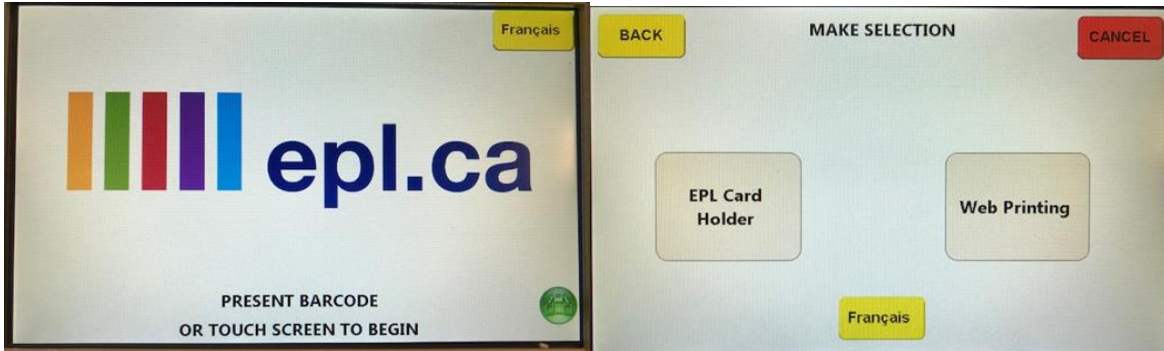 Français
epl.ca
PRESENT BARCODE
OR TOUCH SCREEN TO BEGIN
BACK
MAKE SELECTION
CANCEL
EPL Card
Holder
Web Printing
Français